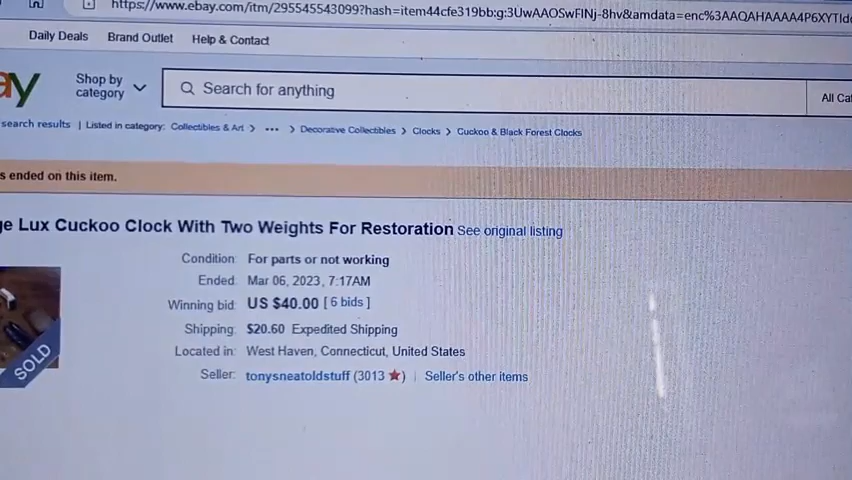 https://www.ebay.com/itm/295545543099?hash=item44cfe319bb:g:3UwAAOSwFlNj-8hv&amdata=enc%3AAQAHAAAA4P6XYTId
Daily Deals Brand Outlet Help & Contact
ay Shop by category Search for anything All Ca
search results | Listed in category: Collectibles & Art > ••• > Decorative Collectibles > Clocks > Cuckoo & Black Forest Clocks
s ended on this item.
ge Lux Cuckoo Clock With Two Weights For Restoration See original listing
Condition: For parts or not working
Ended: Mar 06, 2023, 7:17AM
Winning bid: US $40.00 [ 6 bids ]
Shipping: $20.60 Expedited Shipping
Located in: West Haven, Connecticut, United States
Seller: tonysneatoldstuff (3013 ★) | Seller's other items
SOLD